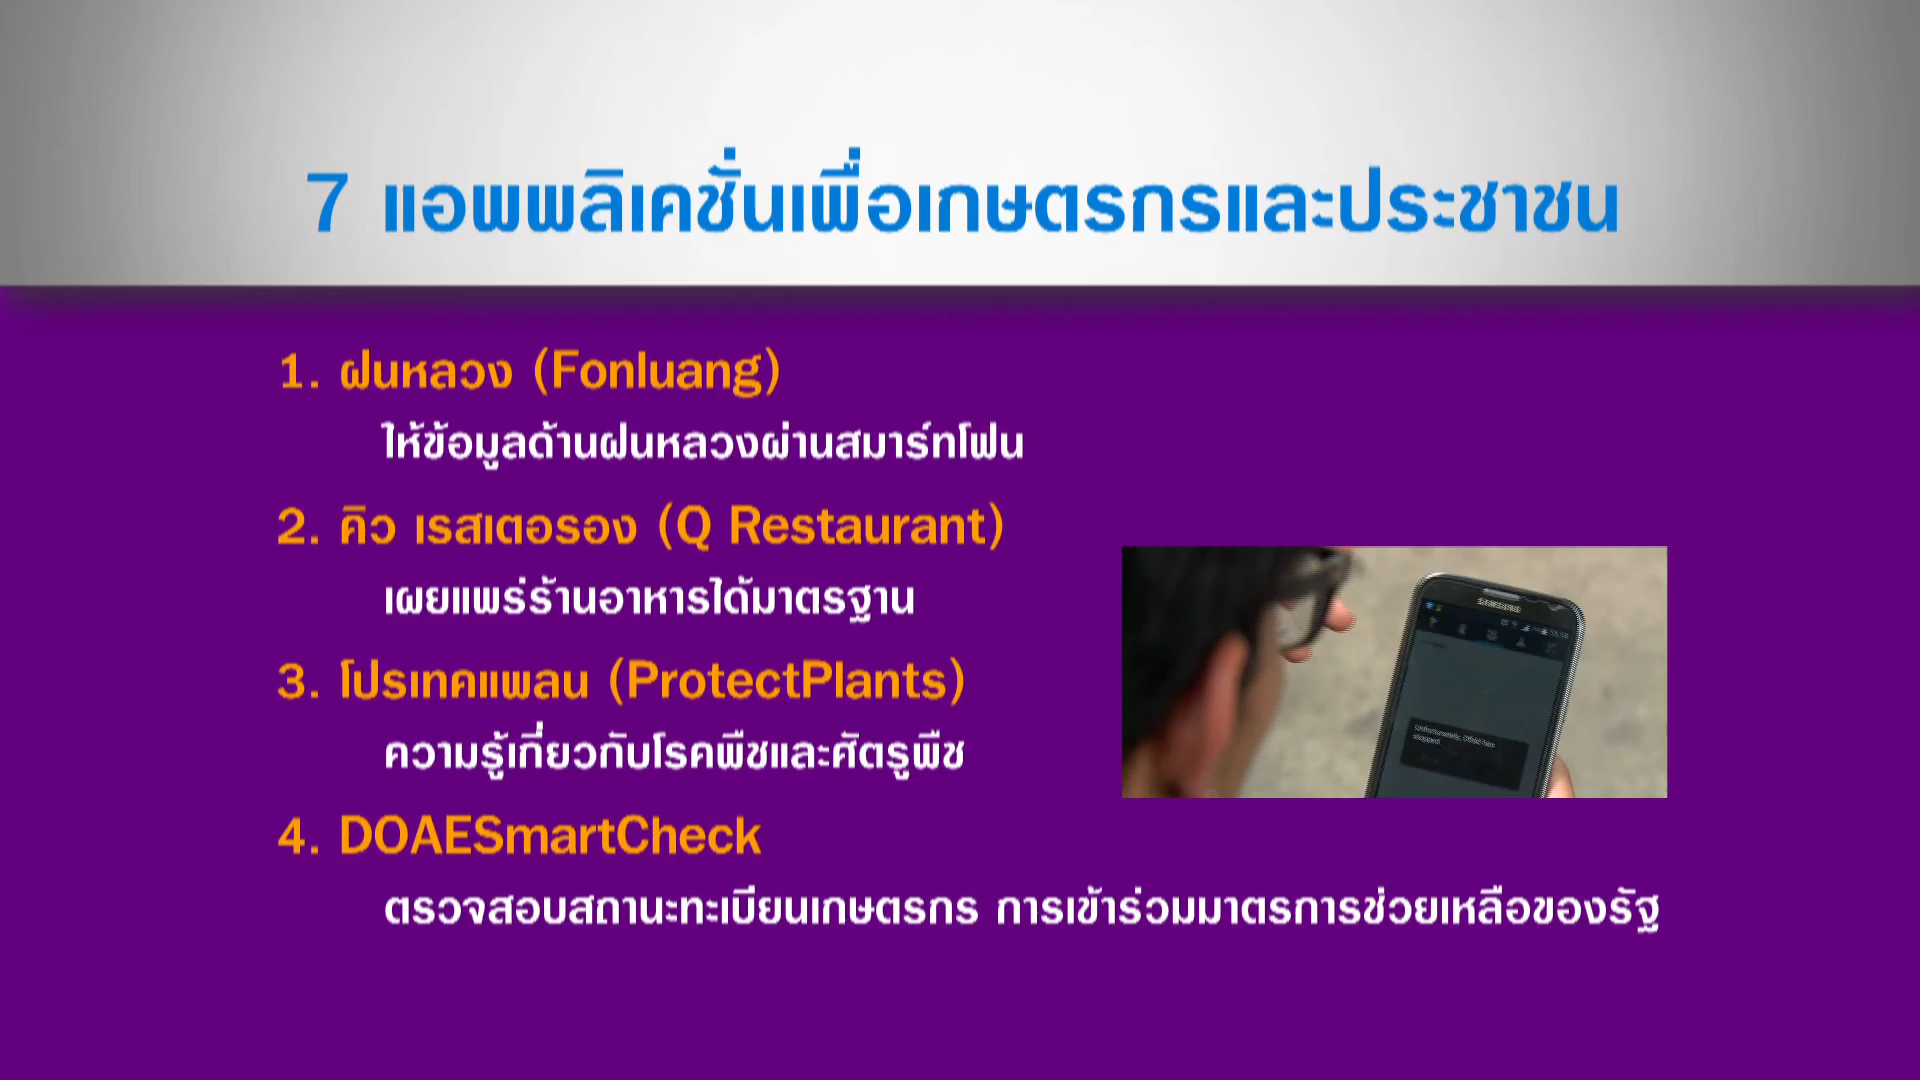 7 แอพพลิเคชั่นเพื่อเกษตรกรและประชาชน
1. ฝนหลวง (Fonluang)
ให้ข้อมูลด้านฝนหลวงผ่านสมาร์ทโฟน
2. คิว เรสเตอรอง (Q Restaurant)
เผยแพร่ร้านอาหารได้มาตรฐาน
3. โปรเทคแพลน (ProtectPlants)
ความรู้เกี่ยวกับโรคพืชและศัตรูพืช
4. DOAESmartCheck
ตรวจสอบสถานะทะเบียนเกษตรกร การเข้าร่วมมาตรการช่วยเหลือของรัฐ
SAMSUNG
Unfortunately,
stopped.